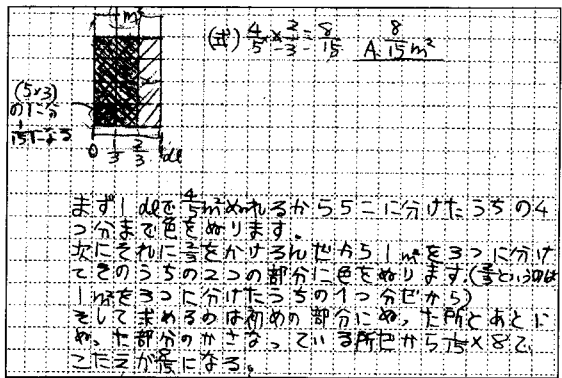 1m²
(式) 4/5×2/3=8/15 A. 8/15 m²
(5×3)
の1こ分
1/15になる
0 1/3 2/3 1dl
まず1dlで4/5m²ぬれるから5こに分けたうちの4
つ分まで色をぬります。
次にそれに2/3をかけるんだから1m²を3つに分け
てそのうちの2つの部分に色をぬります。(2/3というのは
1m²を3つに分けたうちの1つ分だから)
そして求めるのは初めの部分にぬった所とあとに
ぬった部分のかさなっている所だから1/15×8で
こたえが8/15になる。